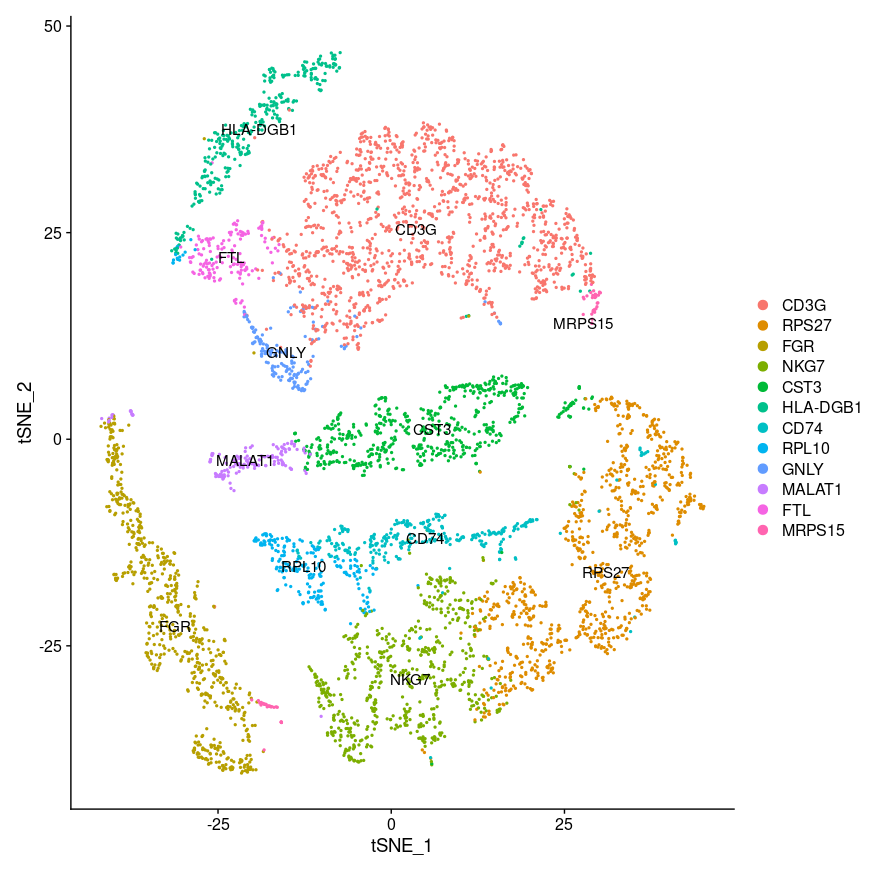 50
25
0
-25
tSNE_2
-25
0
25
tSNE_1
HLA-DGB1
CD3G
FTL
MRPS15
GNLY
CST3
MALAT1
CD74
RPL10
RPS27
FGR
NKG7
CD3G
RPS27
FGR
NKG7
CST3
HLA-DGB1
CD74
RPL10
GNLY
MALAT1
FTL
MRPS15